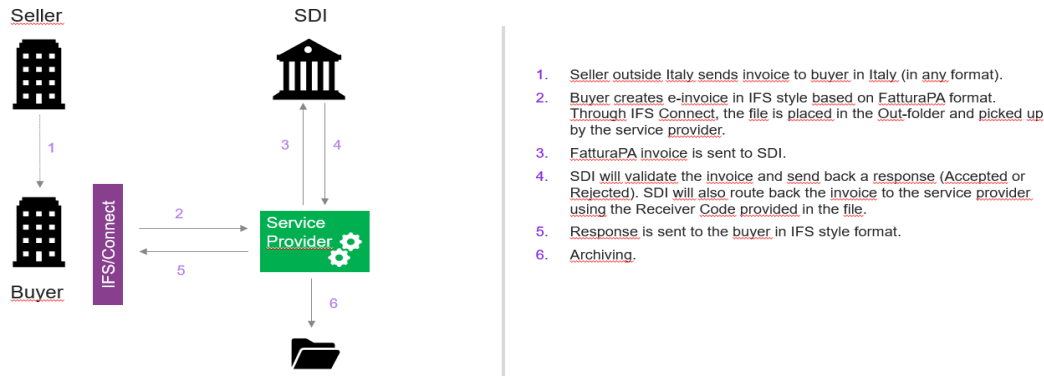 Seller
SDI
1
3
4
2
5
IFS/Connect
Service
Provider
Buyer
6
1. Seller outside Italy sends invoice to buyer in Italy (in any format).
2. Buyer creates e-invoice in IFS style based on FatturaPA format.
Through IFS Connect, the file is placed in the Out-folder and picked up
by the service provider.
3. FatturaPA invoice is sent to SDI.
4. SDI will validate the invoice and send back a response (Accepted or
Rejected). SDI will also route back the invoice to the service provider
using the Receiver Code provided in the file.
5. Response is sent to the buyer in IFS style format.
6. Archiving.